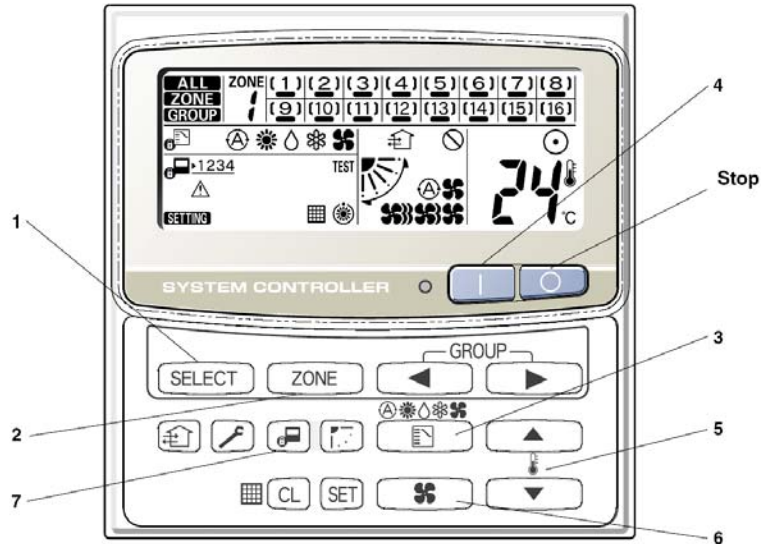 ALL ZONE (1) (2) (3) (4) (5) (6) (7) (8)
ZONE 1
GROUP (9) (10) (11) (12) (13) (14) (15) (16)
A
1234 TEST
A
SETTING
24 °C
4
Stop
1
SYSTEM CONTROLLER
GROUP
3
SELECT ZONE
A
2
5
7
CL SET
6